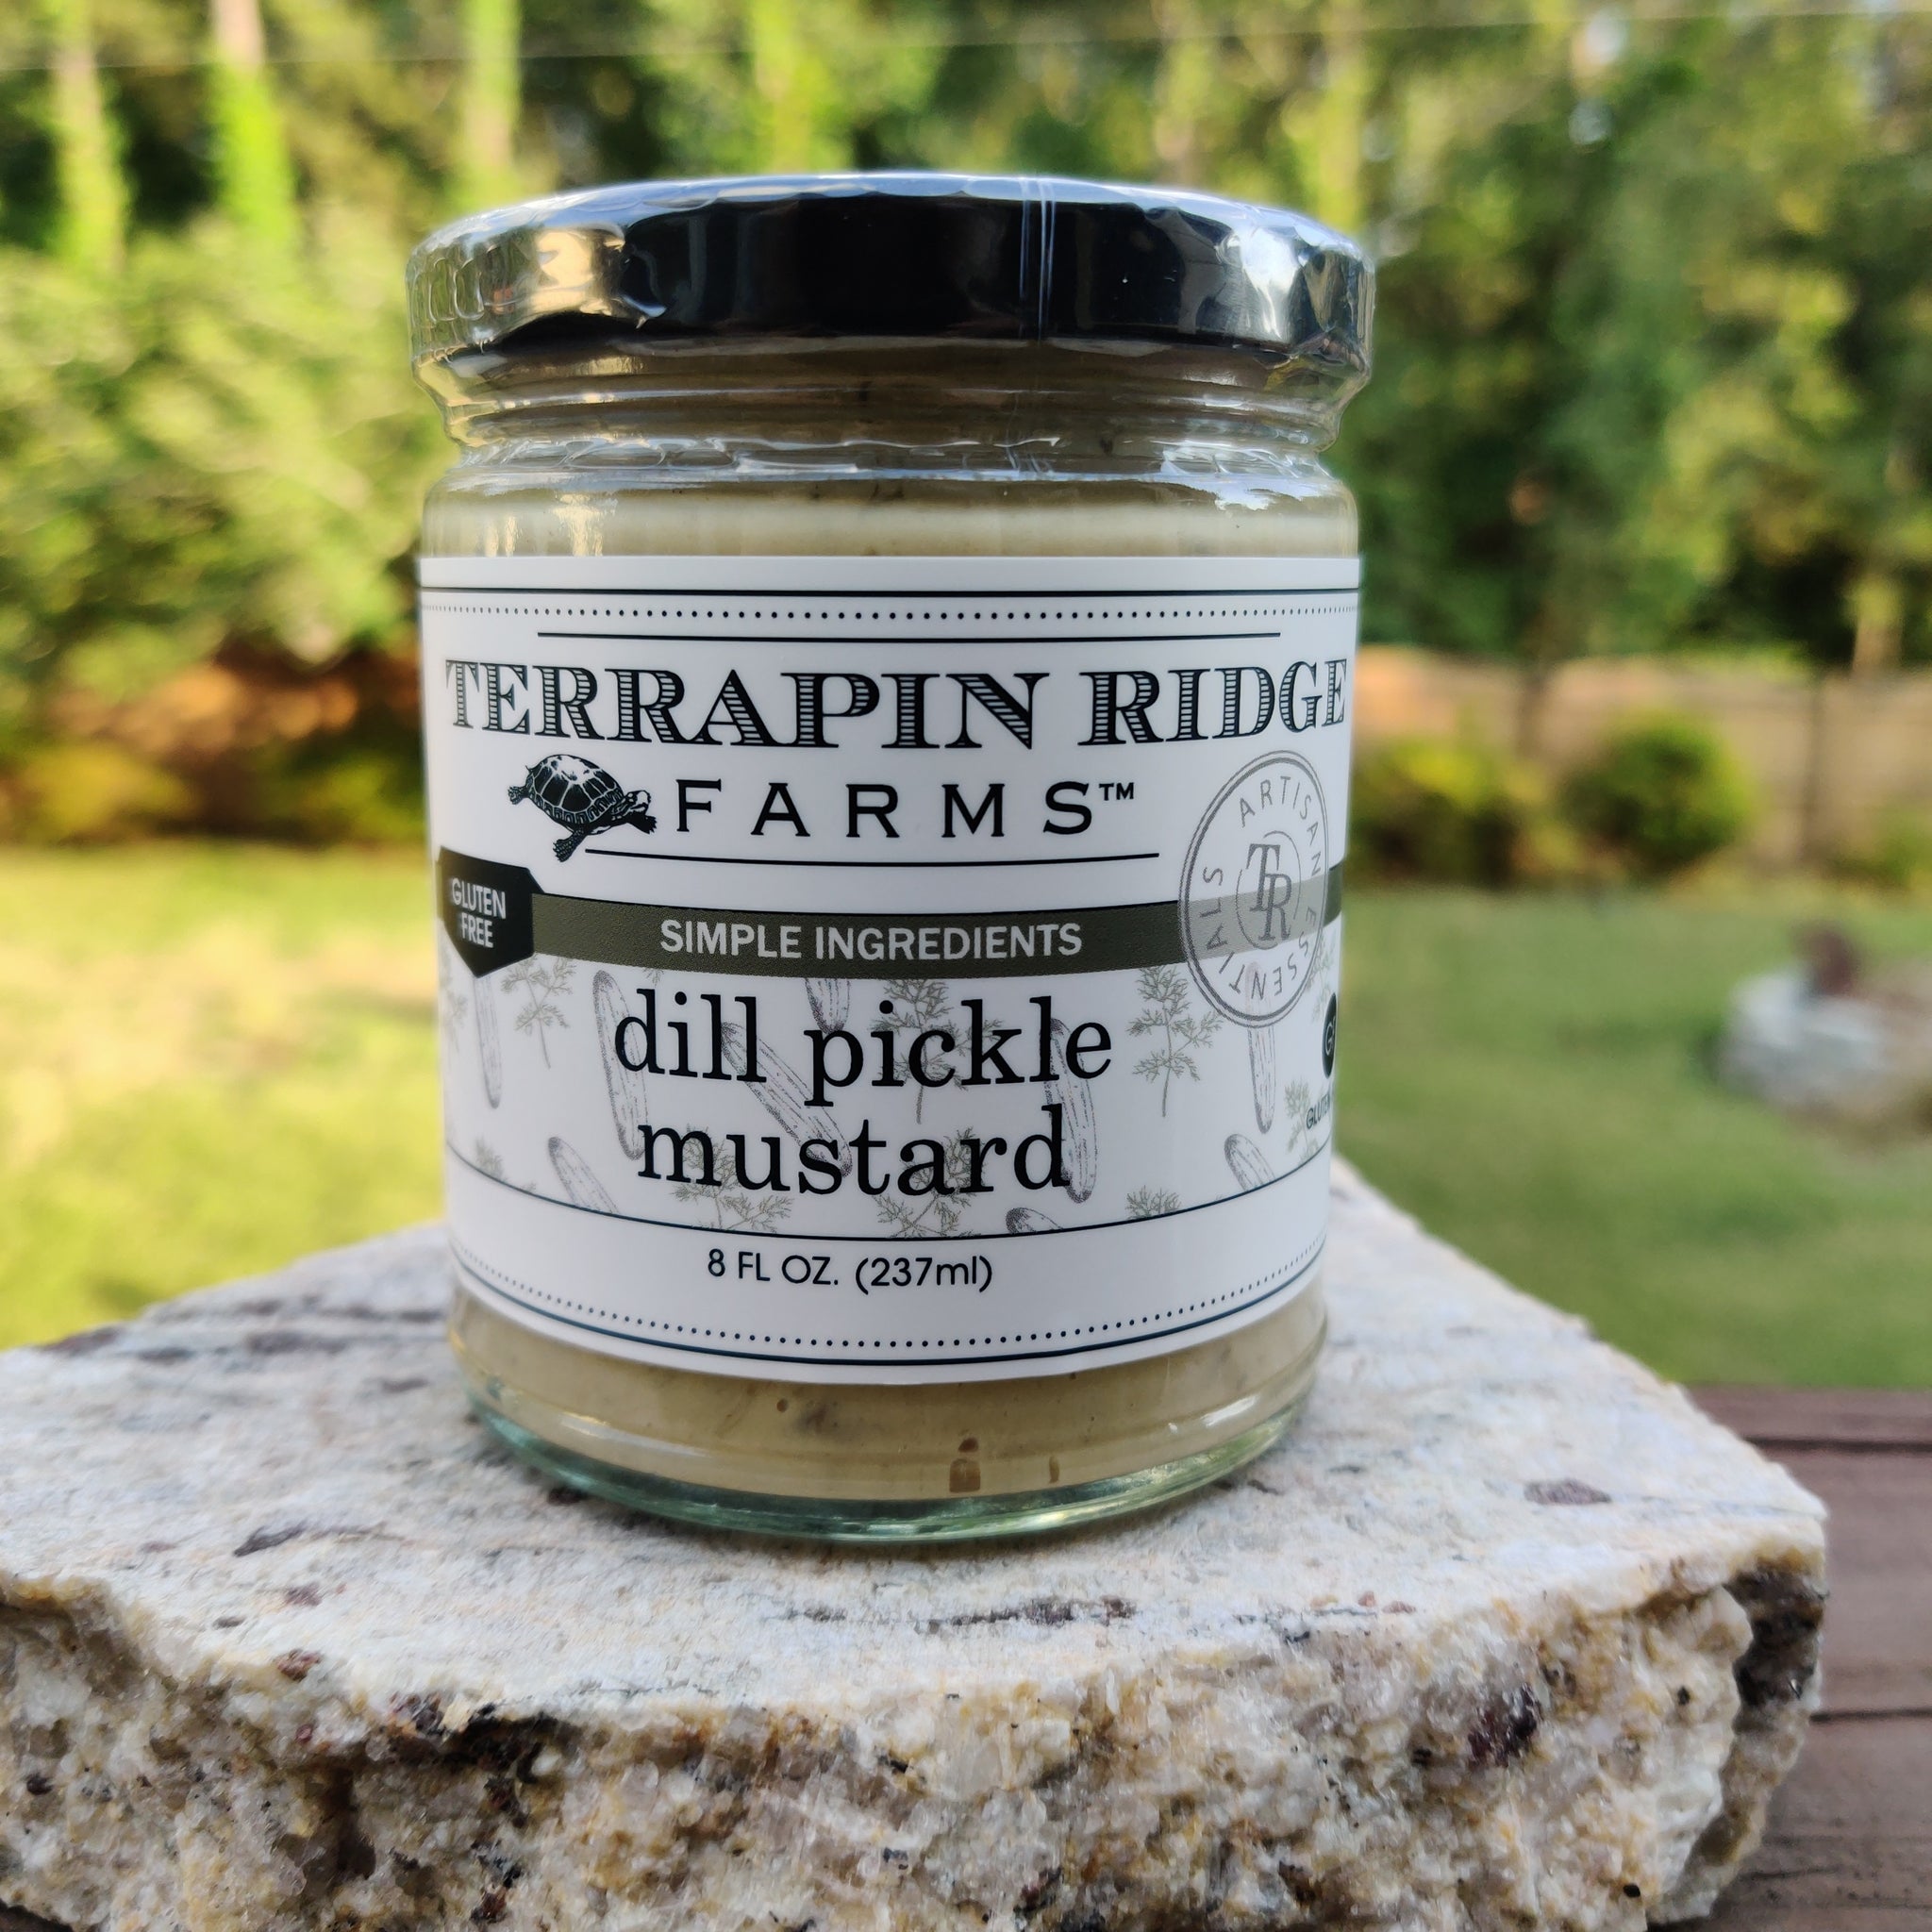 TERRAPIN RIDGE
FARMS™
ARTISAN ESSENTIALS
TR
GLUTEN
FREE
SIMPLE INGREDIENTS
dill pickle
mustard
8 FL OZ. (237ml)